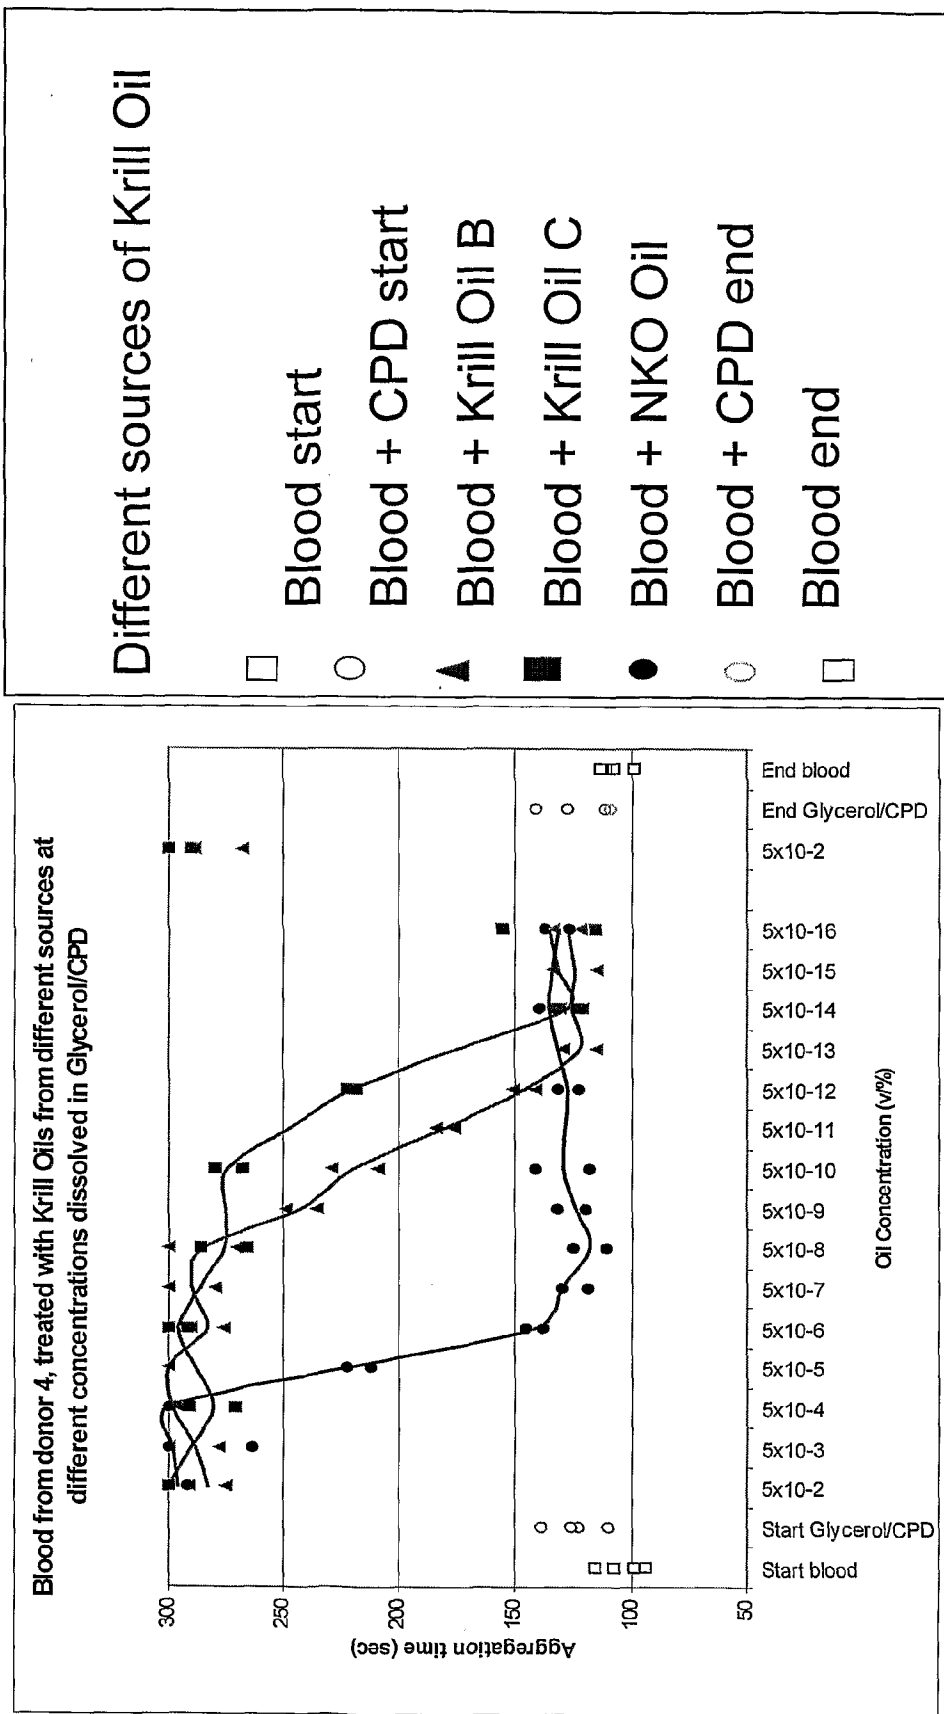 Blood from donor 4, treated with Krill Oils from different sources at
different concentrations dissolved in Glycerol/CPD
Aggregation time (sec)
300
250
200
150
100
50
Start blood
Start Glycerol/CPD
5x10-2
5x10-3
5x10-4
5x10-5
5x10-6
5x10-7
5x10-8
5x10-9
5x10-10
5x10-11
5x10-12
5x10-13
5x10-14
5x10-15
5x10-16
5x10-2
End Glycerol/CPD
End blood
Oil Concentration (v/%)
Different sources of Krill Oil
Blood start
Blood + CPD start
Blood + Krill Oil B
Blood + Krill Oil C
Blood + NKO Oil
Blood + CPD end
Blood end